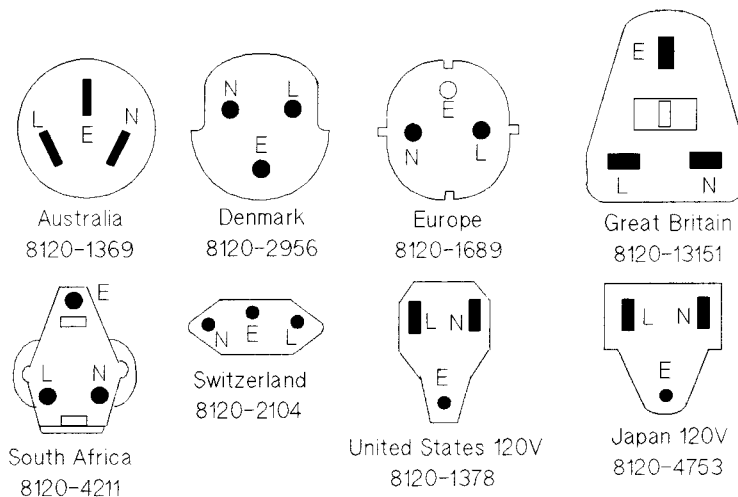 L
E
N
Australia
8120-1369
N
L
E
Denmark
8120-2956
E
N
L
Europe
8120-1689
E
L
N
Great Britain
8120-13151
E
L
N
South Africa
8120-4211
N
E
L
Switzerland
8120-2104
L
N
E
United States 120V
8120-1378
L
N
E
Japan 120V
8120-4753